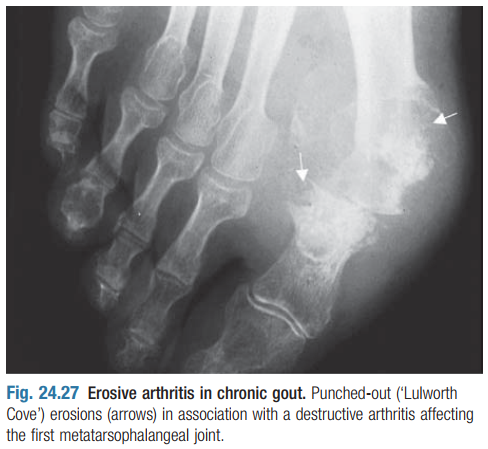 Fig. 24.27 Erosive arthritis in chronic gout. Punched-out (‘Lulworth
Cove’) erosions (arrows) in association with a destructive arthritis affecting
the first metatarsophalangeal joint.